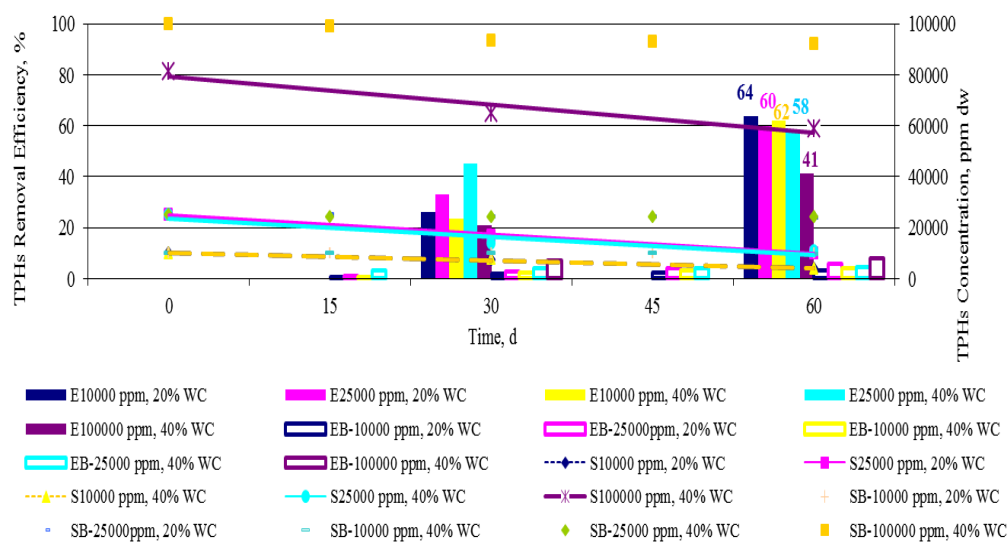 TPHs Removal Efficiency, %
100
80
60
40
20
0
64
60
62
58
41
100000
80000
60000
40000
20000
0
TPHs Concentration, ppm dw
0 15 30 45 60
Time, d
E10000 ppm, 20% WC E25000 ppm, 20% WC E10000 ppm, 40% WC E25000 ppm, 40% WC
E100000 ppm, 40% WC EB-10000 ppm, 20% WC EB-25000ppm, 20% WC EB-10000 ppm, 40% WC
EB-25000 ppm, 40% WC EB-100000 ppm, 40% WC S10000 ppm, 20% WC S25000 ppm, 20% WC
S10000 ppm, 40% WC S25000 ppm, 40% WC S100000 ppm, 40% WC SB-10000 ppm, 20% WC
SB-25000ppm, 20% WC SB-10000 ppm, 40% WC SB-25000 ppm, 40% WC SB-100000 ppm, 40% WC